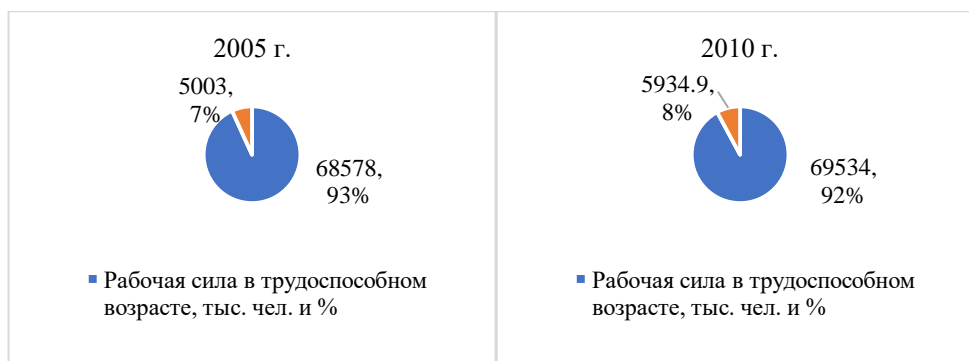 2005 г.
5003,
7%
68578,
93%
Рабочая сила в трудоспособном
возрасте, тыс. чел. и %
2010 г.
5934.9,
8%
69534,
92%
Рабочая сила в трудоспособном
возрасте, тыс. чел. и %